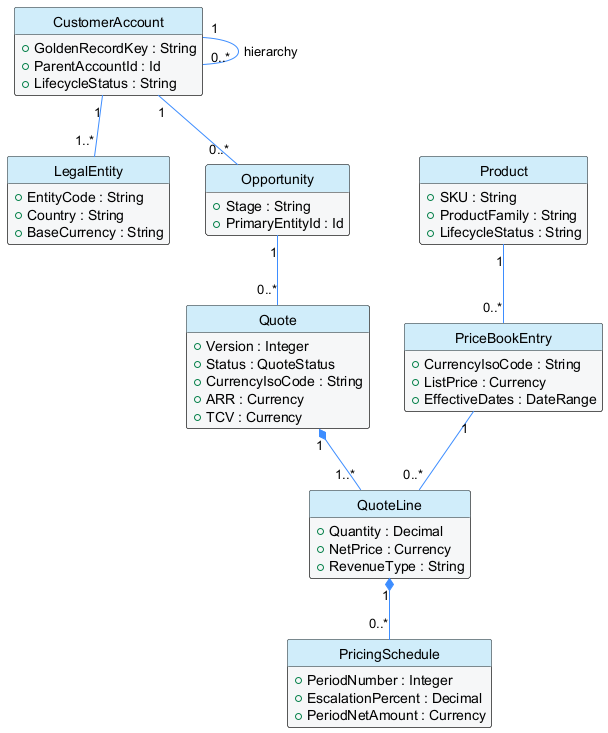 CustomerAccount
GoldenRecordKey : String
ParentAccountId : Id
LifecycleStatus : String
1
0..*
hierarchy
1
1..*
1
0..*
LegalEntity
EntityCode : String
Country : String
BaseCurrency : String
Opportunity
Stage : String
PrimaryEntityId : Id
Product
SKU : String
ProductFamily : String
LifecycleStatus : String
1
0..*
1
0..*
Quote
Version : Integer
Status : QuoteStatus
CurrencyIsoCode : String
ARR : Currency
TCV : Currency
PriceBookEntry
CurrencyIsoCode : String
ListPrice : Currency
EffectiveDates : DateRange
1
1..*
1
0..*
QuoteLine
Quantity : Decimal
NetPrice : Currency
RevenueType : String
1
0..*
PricingSchedule
PeriodNumber : Integer
EscalationPercent : Decimal
PeriodNetAmount : Currency